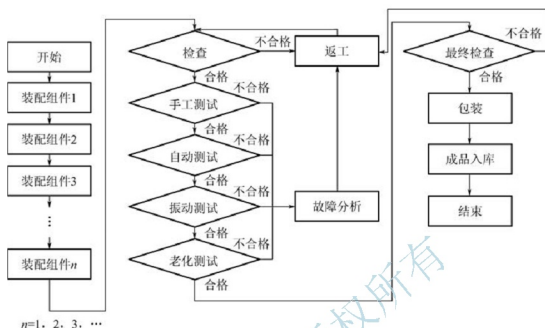 开始
装配组件1
装配组件2
装配组件3
⋮
装配组件n
n=1，2，3，…
检查
不合格
返工
合格
手工测试
不合格
合格
自动测试
不合格
合格
振动测试
不合格
故障分析
合格
老化测试
不合格
合格
最终检查
不合格
合格
包装
成品入库
结束
版权所有